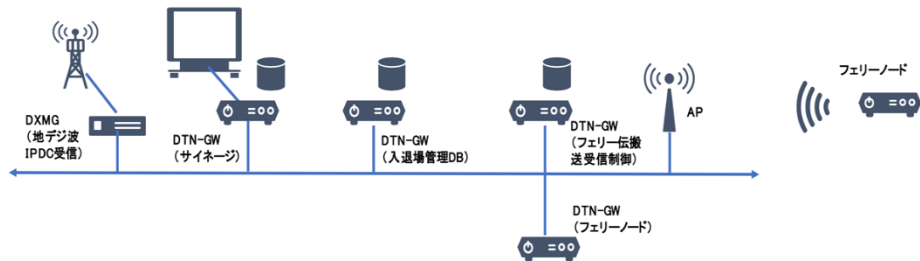 フェリーノード
DXMG
（地デジ波
IPDC受信）
DTN-GW
（サイネージ）
DTN-GW
（入退場管理DB）
DTN-GW
（フェリー伝搬
送受信制御）
AP
DTN-GW
（フェリーノード）